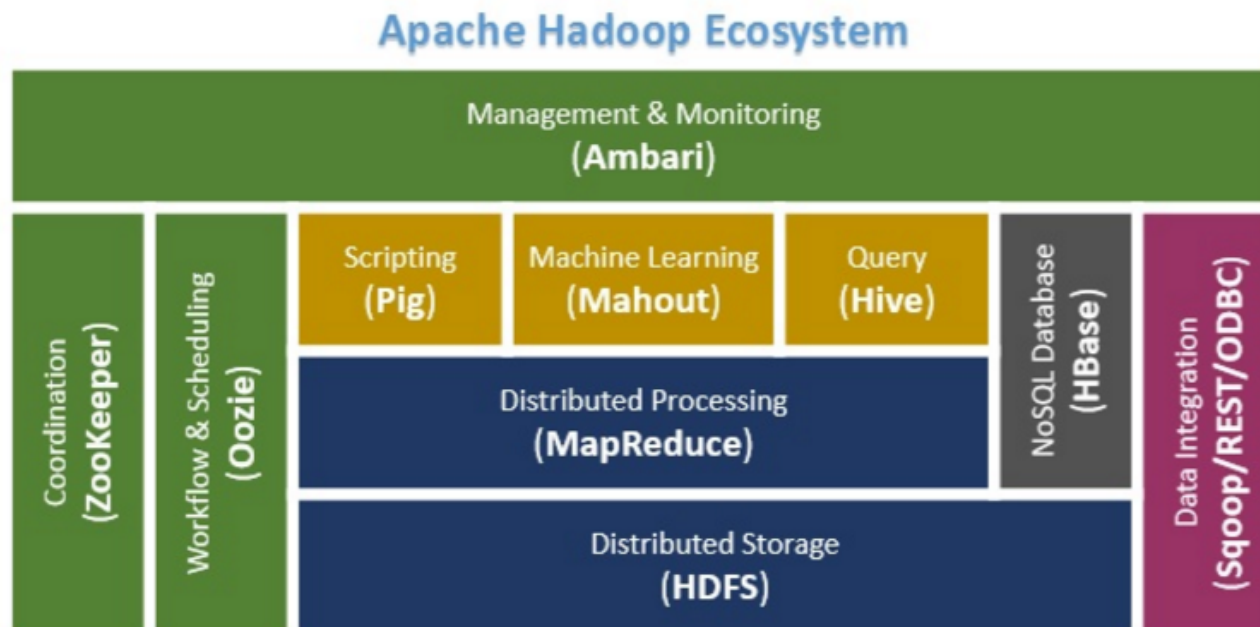 Apache Hadoop Ecosystem
Management & Monitoring
(Ambari)
Coordination
(ZooKeeper)
Workflow & Scheduling
(Oozie)
Scripting
(Pig)
Machine Learning
(Mahout)
Query
(Hive)
NoSQL Database
(HBase)
Data Integration
(Sqoop/REST/ODBC)
Distributed Processing
(MapReduce)
Distributed Storage
(HDFS)